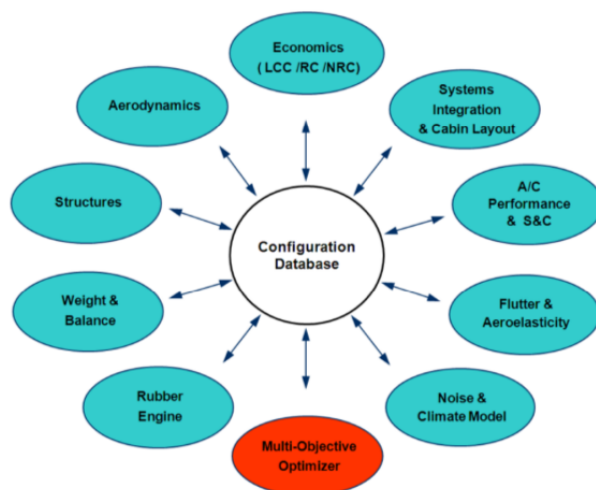 Economics
( LCC /RC /NRC)
Systems
Integration
& Cabin Layout
A/C
Performance
& S&C
Flutter &
Aeroelasticity
Noise &
Climate Model
Multi-Objective
Optimizer
Rubber
Engine
Weight &
Balance
Structures
Aerodynamics
Configuration
Database